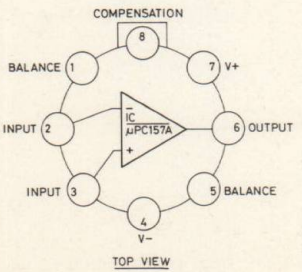 COMPENSATION
8
BALANCE 1
7 V+
INPUT 2
−
IC
μPC157A
+
6 OUTPUT
INPUT 3
5 BALANCE
4
V−
TOP VIEW